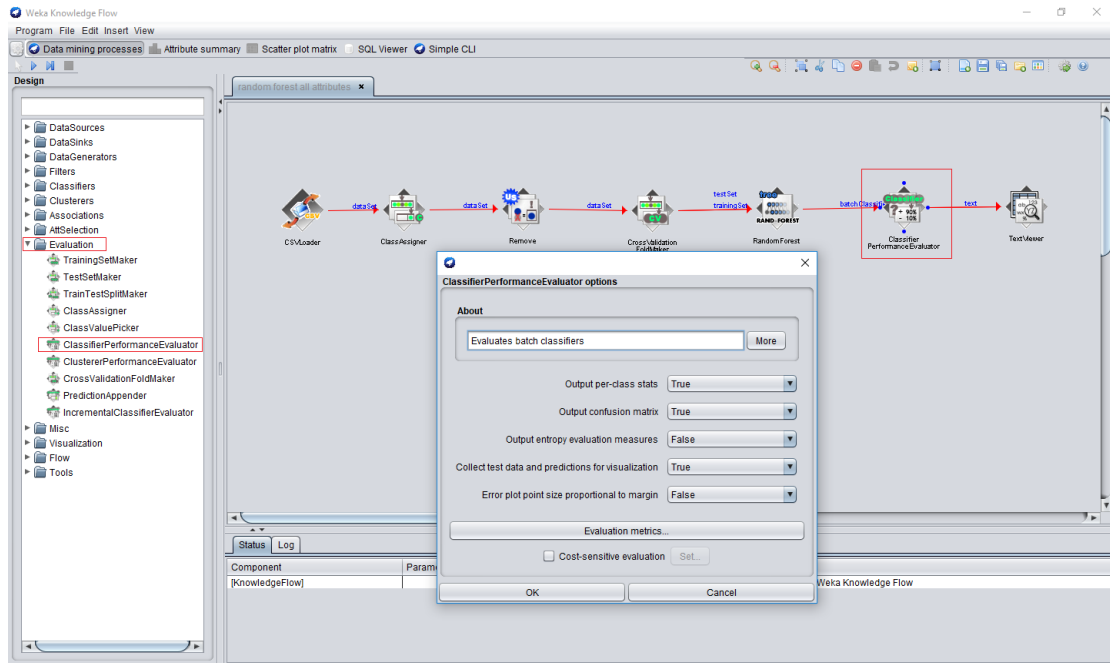 Weka Knowledge Flow
Program File Edit Insert View
Data mining processes Attribute summary Scatter plot matrix SQL Viewer Simple CLI
Design
random forest all attributes
DataSources
DataSinks
DataGenerators
Filters
Classifiers
Clusterers
Associations
AttSelection
Evaluation
TrainingSetMaker
TestSetMaker
TrainTestSplitMaker
ClassAssigner
ClassValuePicker
ClassifierPerformanceEvaluator
ClustererPerformanceEvaluator
CrossValidationFoldMaker
PredictionAppender
IncrementalClassifierEvaluator
Misc
Visualization
Flow
Tools
dataSet
dataSet
dataSet
testSet
trainingSet
batchClassifie
text
CSV
RAND-FOREST
CSVLoader
ClassAssigner
Remove
CrossValidation
FoldMaker
RandomForest
Classifier
PerformanceEvaluator
TextViewer
ClassifierPerformanceEvaluator options
About
Evaluates batch classifiers
More
Output per-class stats True
Output confusion matrix True
Output entropy evaluation measures False
Collect test data and predictions for visualization True
Error plot point size proportional to margin False
Evaluation metrics...
Cost-sensitive evaluation Set...
OK Cancel
Status Log
Component Param
[KnowledgeFlow] Weka Knowledge Flow